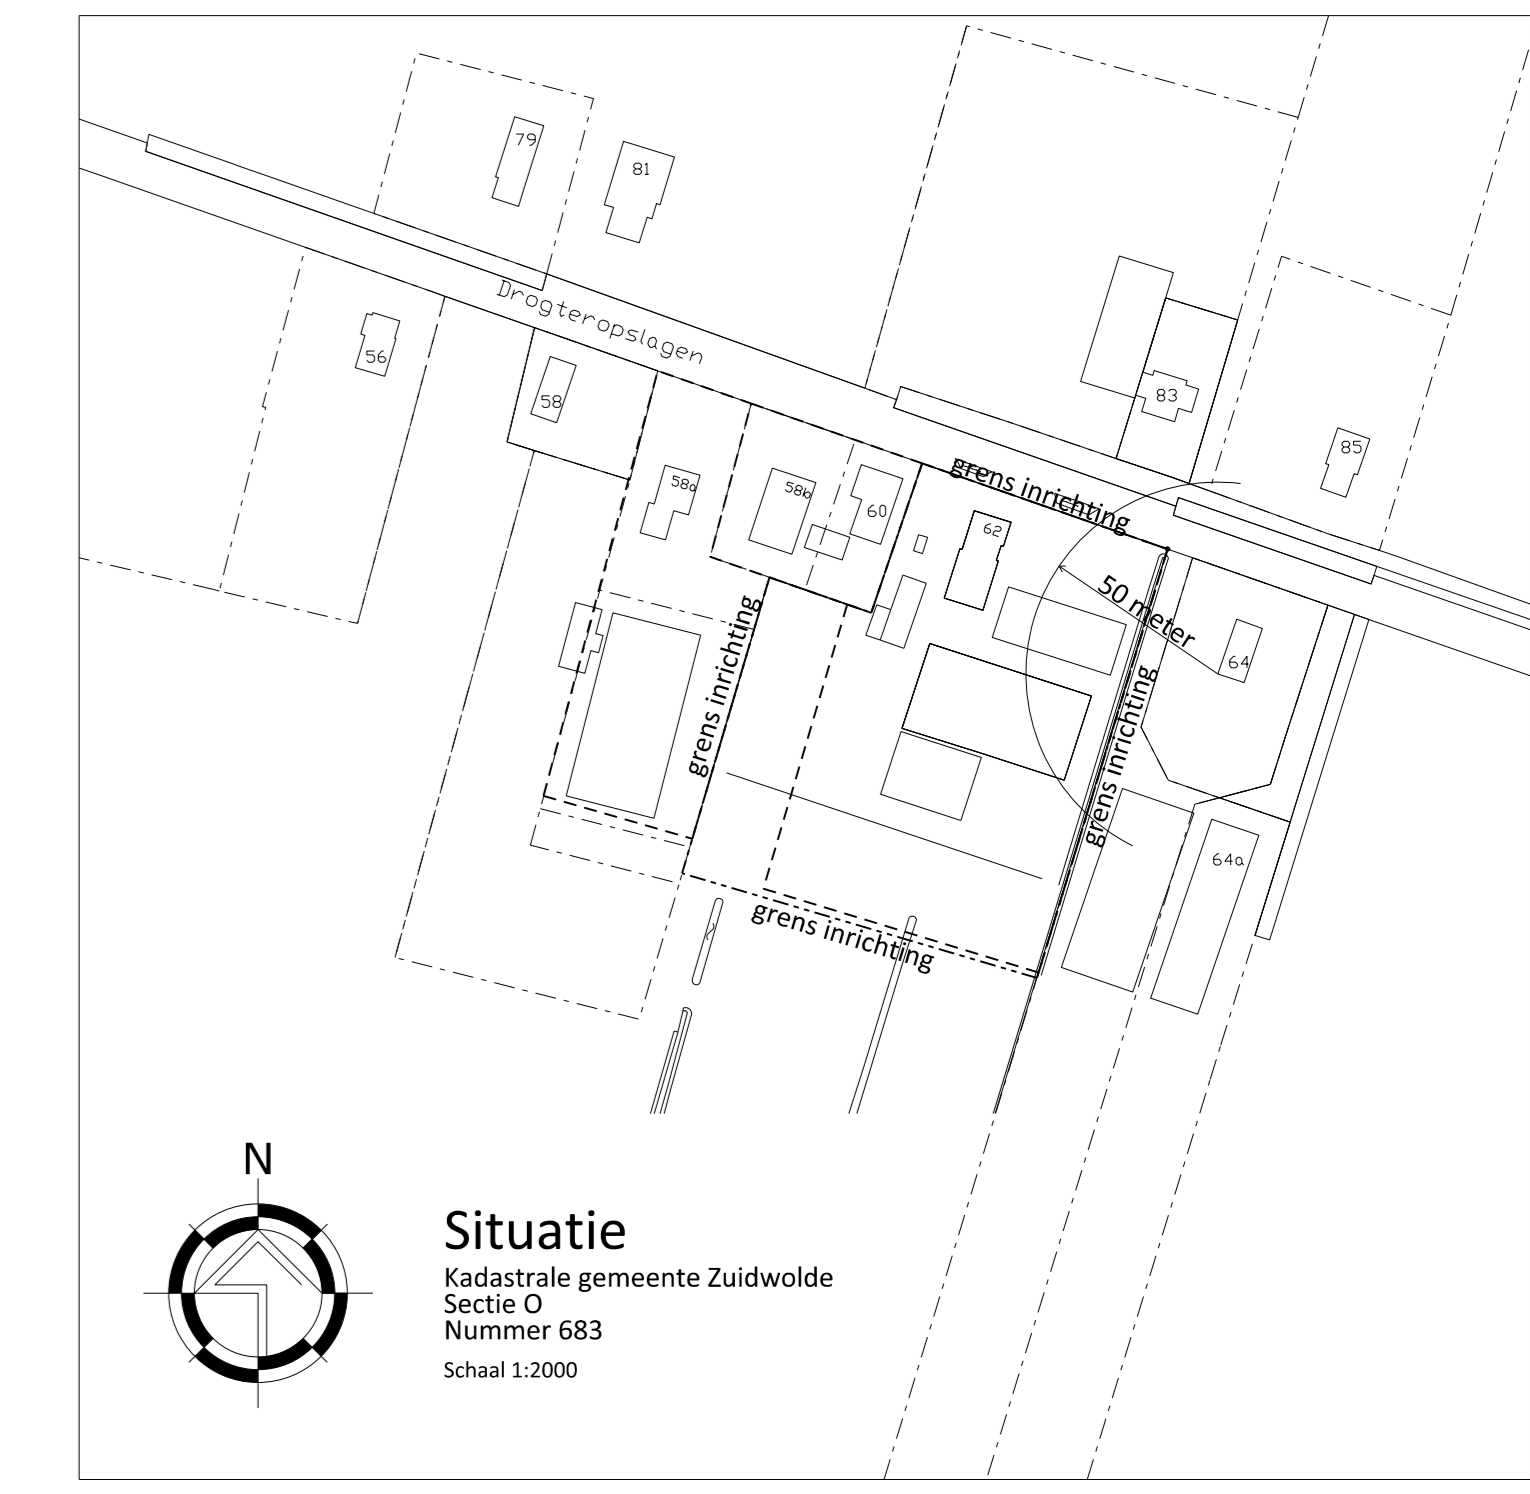 79
81
Drogteropslagen
56
58
83
85
grens inrichting
58a
58b
60
62
50 meter
64
grens inrichting
grens inrichting
64a
grens inrichting
N
Situatie
Kadastrale gemeente Zuidwolde
Sectie O
Nummer 683
Schaal 1:2000